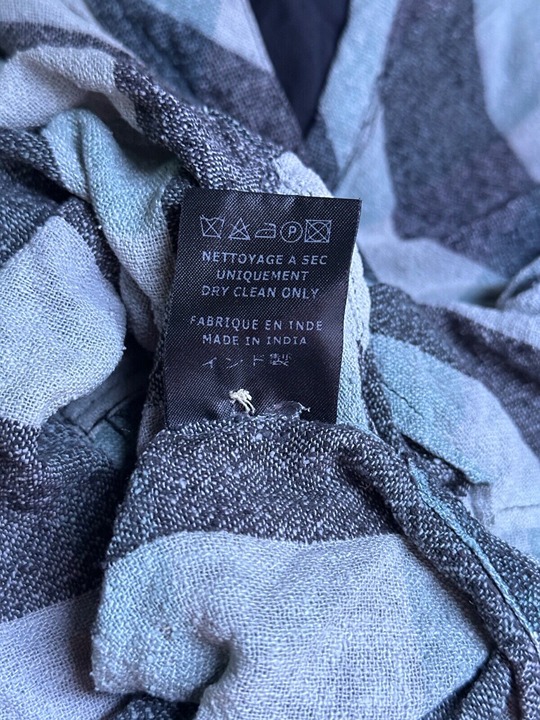 P
NETTOYAGE A SEC
UNIQUEMENT
DRY CLEAN ONLY
FABRIQUE EN INDE
MADE IN INDIA
インド製